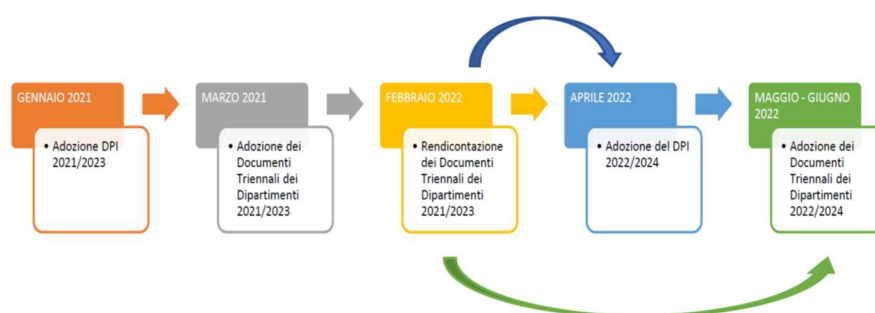 GENNAIO 2021
• Adozione DPI
2021/2023
MARZO 2021
• Adozione dei
Documenti
Triennali dei
Dipartimenti
2021/2023
FEBBRAIO 2022
• Rendicontazione
dei Documenti
Triennali dei
Dipartimenti
2021/2023
APRILE 2022
• Adozione del DPI
2022/2024
MAGGIO - GIUGNO
2022
• Adozione dei
Documenti
Triennali dei
Dipartimenti
2022/2024